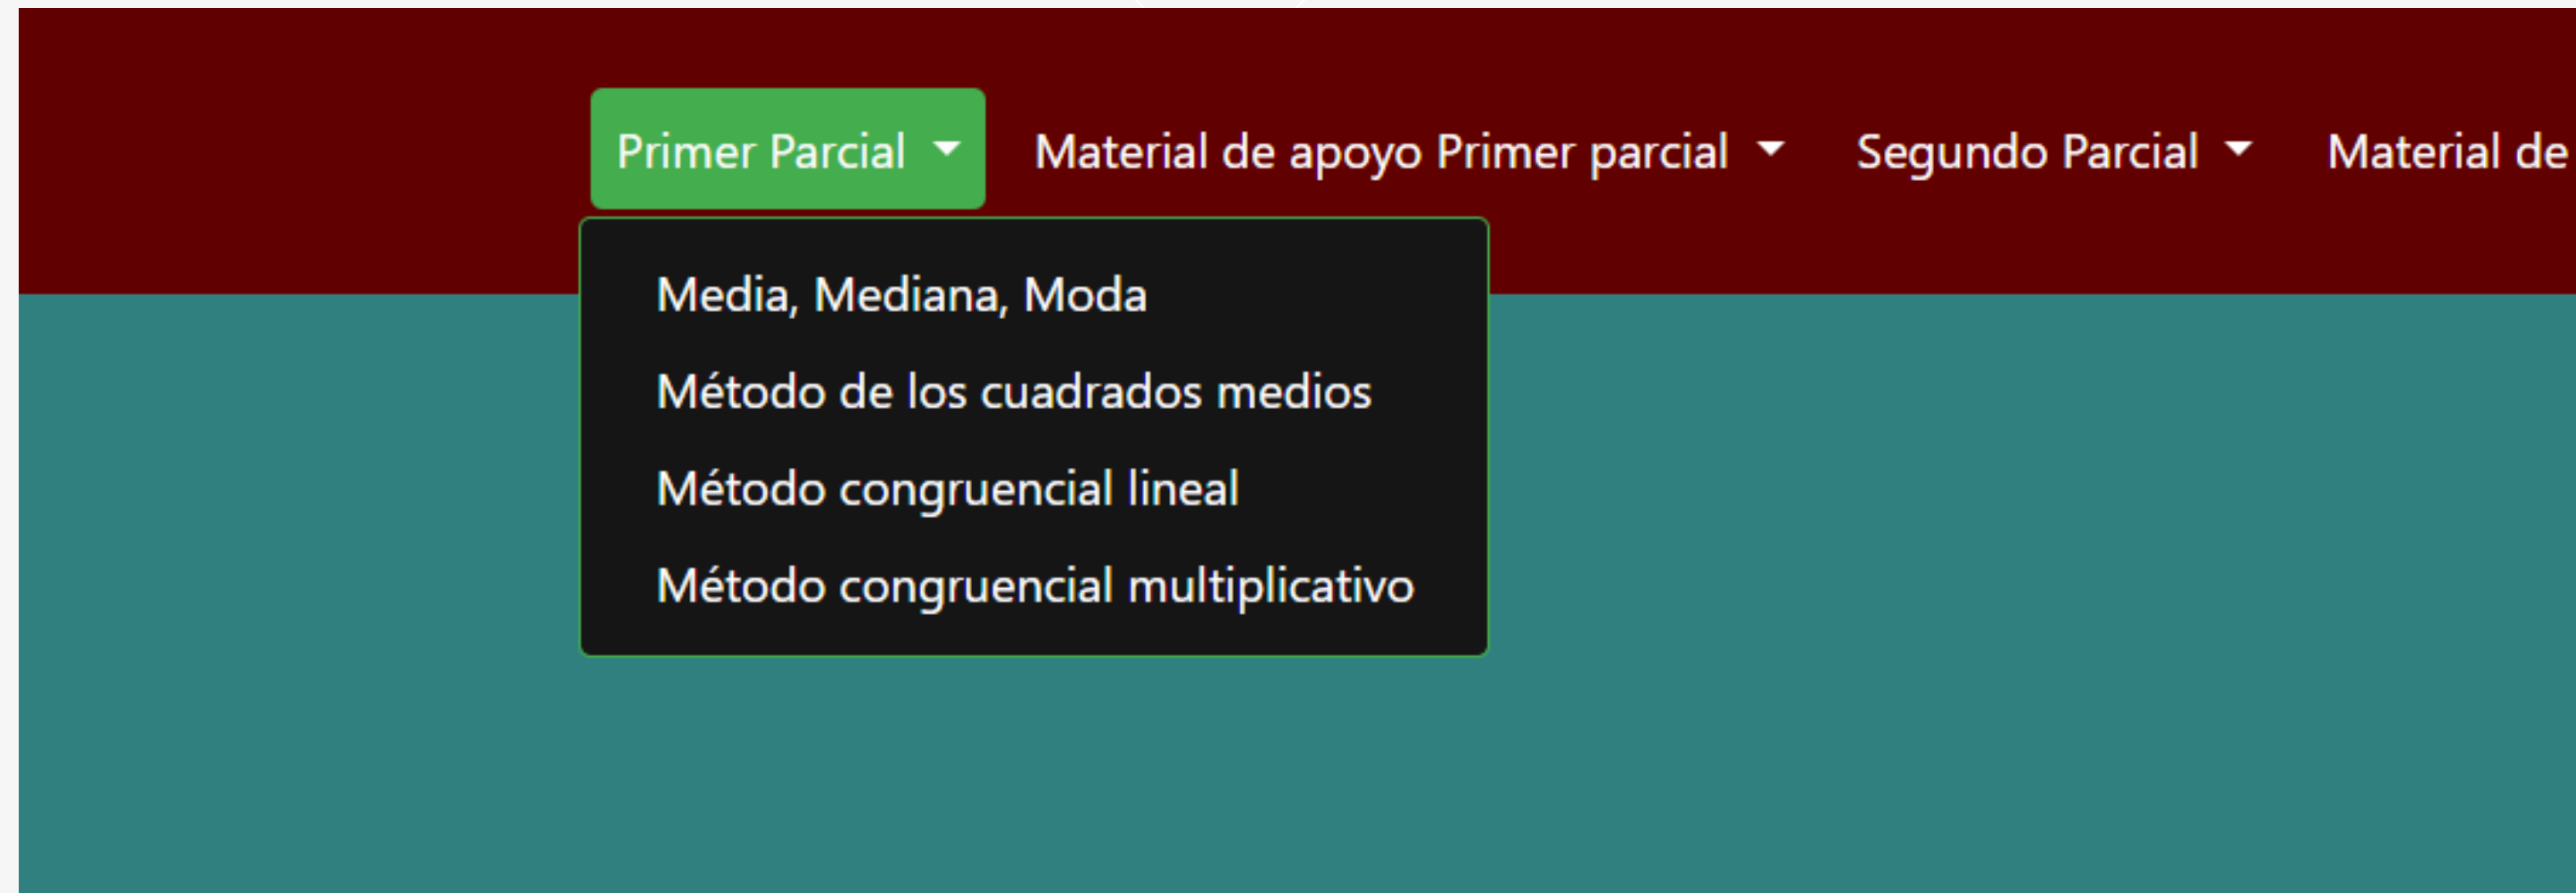 Primer Parcial
Material de apoyo Primer parcial
Segundo Parcial
Material de
Media, Mediana, Moda
Método de los cuadrados medios
Método congruencial lineal
Método congruencial multiplicativo